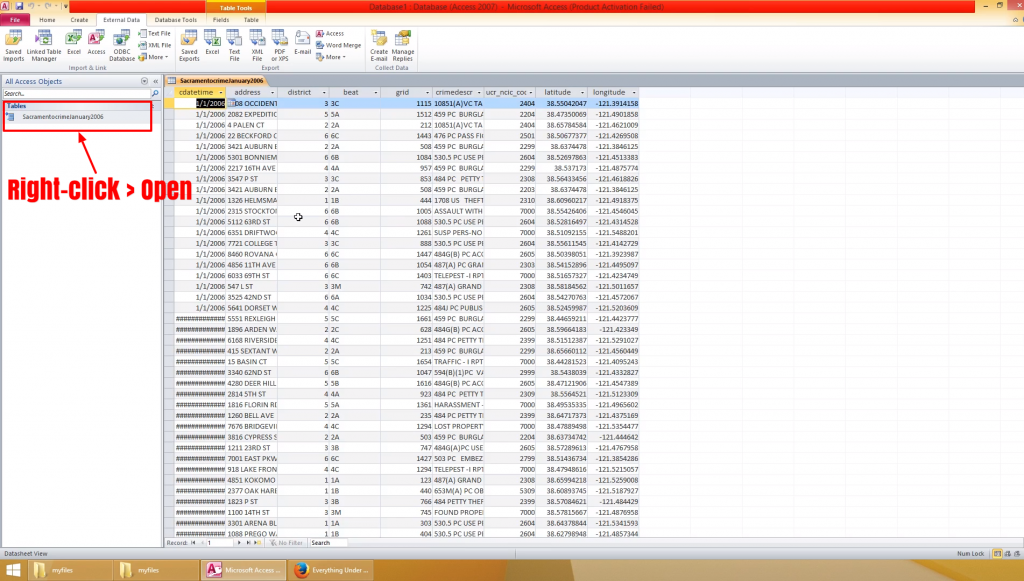 Table Tools
Database1 : Database (Access 2007) - Microsoft Access (Product Activation Failed)
File Home Create External Data Database Tools Fields Table
Saved Imports
Linked Table Manager
Excel
Access
ODBC Database
Text File
XML File
More
Import & Link
Saved Exports
Excel
Text File
XML File
PDF or XPS
E-mail
Access
Word Merge
More
Export
Create E-mail
Manage Replies
Collect Data
All Access Objects
Search...
Tables
SacramentocrimeJanuary2006
Right-click > Open
SacramentocrimeJanuary2006
cdatetime address district beat grid crimedescr ucr_ncic_coc latitude longitude
1/1/2006 08 OCCIDENT 3 3C 1115 10851(A)VC TA 2404 38.55042047 -121.3914158
1/1/2006 2082 EXPEDITIC 5 5A 1512 459 PC BURGL 2204 38.47350069 -121.4901858
1/1/2006 4 PALEN CT 2 2A 212 10851(A)VC TA 2404 38.65784584 -121.4621009
1/1/2006 22 BECKFORD C 6 6C 1443 476 PC PASS FI 2501 38.50677377 -121.4269508
1/1/2006 3421 AUBURN B 2 2A 508 459 PC BURGLA 2299 38.6374478 -121.3846125
1/1/2006 5301 BONNIEM 6 6B 1084 530.5 PC USE PI 2604 38.52697863 -121.4513383
1/1/2006 2217 16TH AVE 4 4A 957 459 PC BURGL 2299 38.537173 -121.4875774
1/1/2006 3547 P ST 3 3C 853 484 PC PETTY T 2308 38.56433456 -121.4618826
1/1/2006 3421 AUBURN B 2 2A 508 459 PC BURGLA 2203 38.6374478 -121.3846125
1/1/2006 1326 HELMSMA 1 1B 444 1708 US THEFT 2310 38.60960217 -121.4918375
1/1/2006 2315 STOCKTOI 6 6B 1005 ASSAULT WITH 7000 38.55426406 -121.4546045
1/1/2006 5112 63RD ST 6 6B 1088 530.5 PC USE PI 2604 38.52816497 -121.4314528
1/1/2006 6351 DRIFTWO( 4 4C 1261 SUSP PERS-NO 7000 38.51092155 -121.5488201
1/1/2006 7721 COLLEGE T 3 3C 888 530.5 PC USE PI 2604 38.55611545 -121.4142729
1/1/2006 8460 ROVANA ( 6 6C 1447 484G(B) PC ACC 2605 38.50398351 -121.3923987
1/1/2006 4856 11TH AVE 6 6B 1054 487(A) PC GRAN 2303 38.54152896 -121.4495097
1/1/2006 6033 69TH ST 6 6C 1403 TELEPEST -I RPT 7000 38.51657327 -121.4234749
1/1/2006 547 L ST 3 3M 742 487(A) GRAND 2308 38.58184562 -121.5011657
1/1/2006 3525 42ND ST 6 6A 1034 530.5 PC USE PI 2604 38.54270763 -121.4572067
1/1/2006 5641 DORSET W 4 4C 1225 484J PC PUBLIS 2605 38.52459987 -121.5203609
############# 5551 REXLEIGH 5 5C 1661 459 PC BURGLA 2299 38.44659211 -121.4423777
############# 1896 ARDEN W 2 2C 628 484G(B) PC ACC 2605 38.59664183 -121.423349
############# 6168 RIVERSIDE 4 4C 1251 484 PC PETTY T 2399 38.51512387 -121.5291027
############# 415 SEXTANT W 2 2A 213 459 PC BURGLA 2299 38.65660112 -121.4560449
############# 15 BASIN CT 5 5C 1654 TRAFFIC - I RPT 7000 38.44281523 -121.4095243
############# 3340 62ND ST 6 6B 1047 594(B)(1)PC VA 2999 38.5438039 -121.4332827
############# 4280 DEER HILL 5 5B 1616 484G(B) PC ACC 2605 38.47121906 -121.4547389
############# 2814 5TH ST 4 4A 923 484 PC PETTY T 2309 38.5564521 -121.5123309
############# 1816 FLORIN RD 5 5A 1361 HARASSMENT - 7000 38.49535335 -121.4965602
############# 1260 BELL AVE 2 2A 235 484 PC PETTY T 2399 38.64717373 -121.4375169
############# 7676 BRIDGEVIE 4 4C 1294 LOST PROPERT 7000 38.47889498 -121.5354477
############# 3816 CYPRESS S 2 2A 503 459 PC BURGLA 2299 38.63734742 -121.444642
############# 1211 23RD ST 3 3B 747 484G(A)PC USE 2605 38.57289613 -121.4767958
############# 7001 EAST PKW 6 6C 1427 503 PC EMBEZ 2799 38.51436734 -121.3854286
############# 918 LAKE FRON 4 4C 1294 TELEPEST -I RPT 7000 38.47948616 -121.5215057
############# 4851 KOKOMO 1 1A 123 487(A) GRAND 2308 38.65994218 -121.5259008
############# 2377 OAK HARE 1 1B 440 653M(A) PC OB 5309 38.60893745 -121.5187927
############# 1823 P ST 3 3B 766 484 PETTY THEF 2399 38.57084621 -121.484429
############# 1100 14TH ST 3 3M 745 FOUND PROPE 7000 38.57815667 -121.4876958
############# 3301 ARENA BL 1 1A 303 530.5 PC USE PI 2604 38.64378844 -121.5341593
############# 1088 PREGO WA 1 1B 404 530.5 PC USE PI 2604 38.62798948 -121.4857344
Record: 1 No Filter Search
Datasheet View
Num Lock
myfiles
myfiles
Microsoft Access ...
Everything Under ...